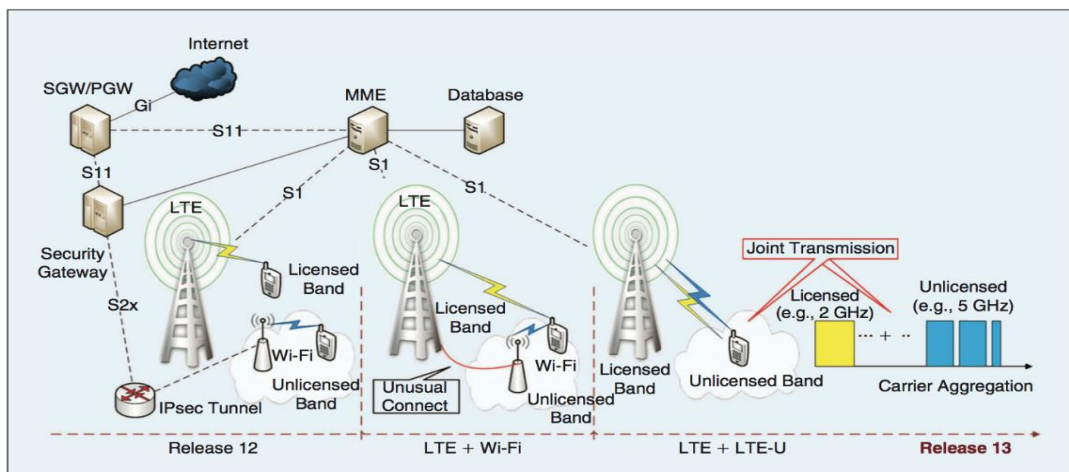 Internet
SGW/PGW
MME
Database
Gi
S11
S11
S1
S1
S1
LTE
LTE
Security
Gateway
Licensed
Band
S2x
Wi-Fi
Unlicensed
Band
IPsec Tunnel
Licensed
Band
Wi-Fi
Unusual
Connect
Unlicensed
Band
Joint Transmission
Licensed
(e.g., 2 GHz)
Unlicensed
(e.g., 5 GHz)
... + ..
Licensed
Band
Unlicensed Band
Carrier Aggregation
Release 12
LTE + Wi-Fi
LTE + LTE-U
Release 13